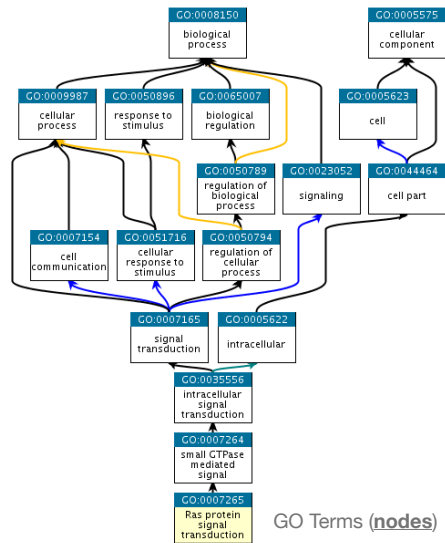 GO:0008150
biological
process
GO:0005575
cellular
component
GO:0009987
cellular
process
GO:0050896
response to
stimulus
GO:0065007
biological
regulation
GO:0005623
cell
GO:0050789
regulation of
biological
process
GO:0023052
signaling
GO:0044464
cell part
GO:0007154
cell
communication
GO:0051716
cellular
response to
stimulus
GO:0050794
regulation of
cellular
process
GO:0007165
signal
transduction
GO:0005622
intracellular
GO:0035556
intracellular
signal
transduction
GO:0007264
small GTPase
mediated
signal
GO:0007265
Ras protein
signal
transduction
GO Terms (nodes)